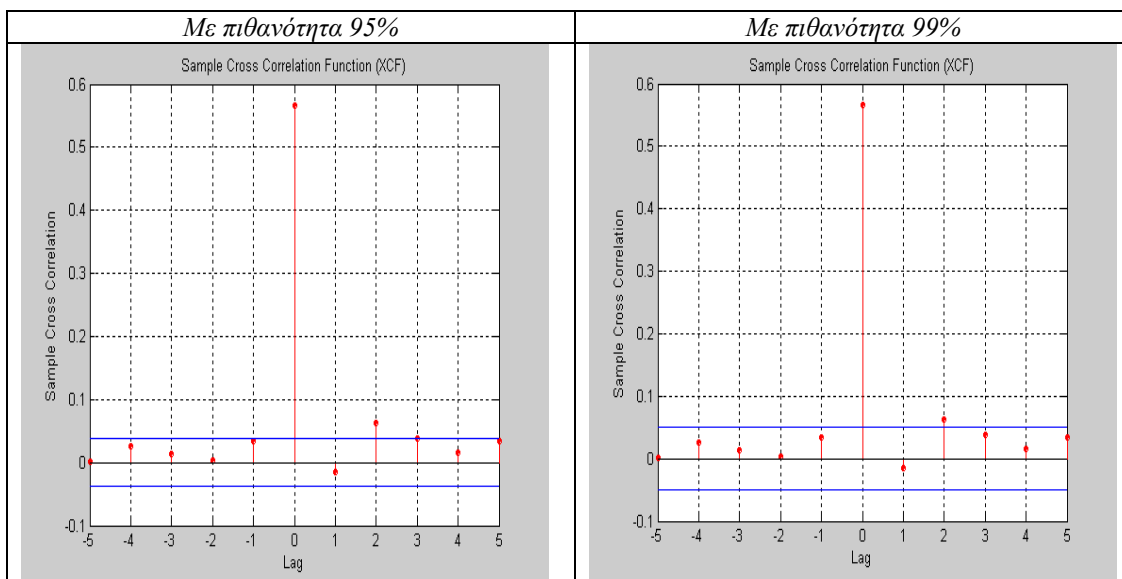 Με πιθανότητα 95%
Με πιθανότητα 99%
Sample Cross Correlation Function (XCF)
0.6
0.5
0.4
0.3
0.2
0.1
0
-0.1
Sample Cross Correlation
-5 -4 -3 -2 -1 0 1 2 3 4 5
Lag
Sample Cross Correlation Function (XCF)
0.6
0.5
0.4
0.3
0.2
0.1
0
-0.1
Sample Cross Correlation
-5 -4 -3 -2 -1 0 1 2 3 4 5
Lag